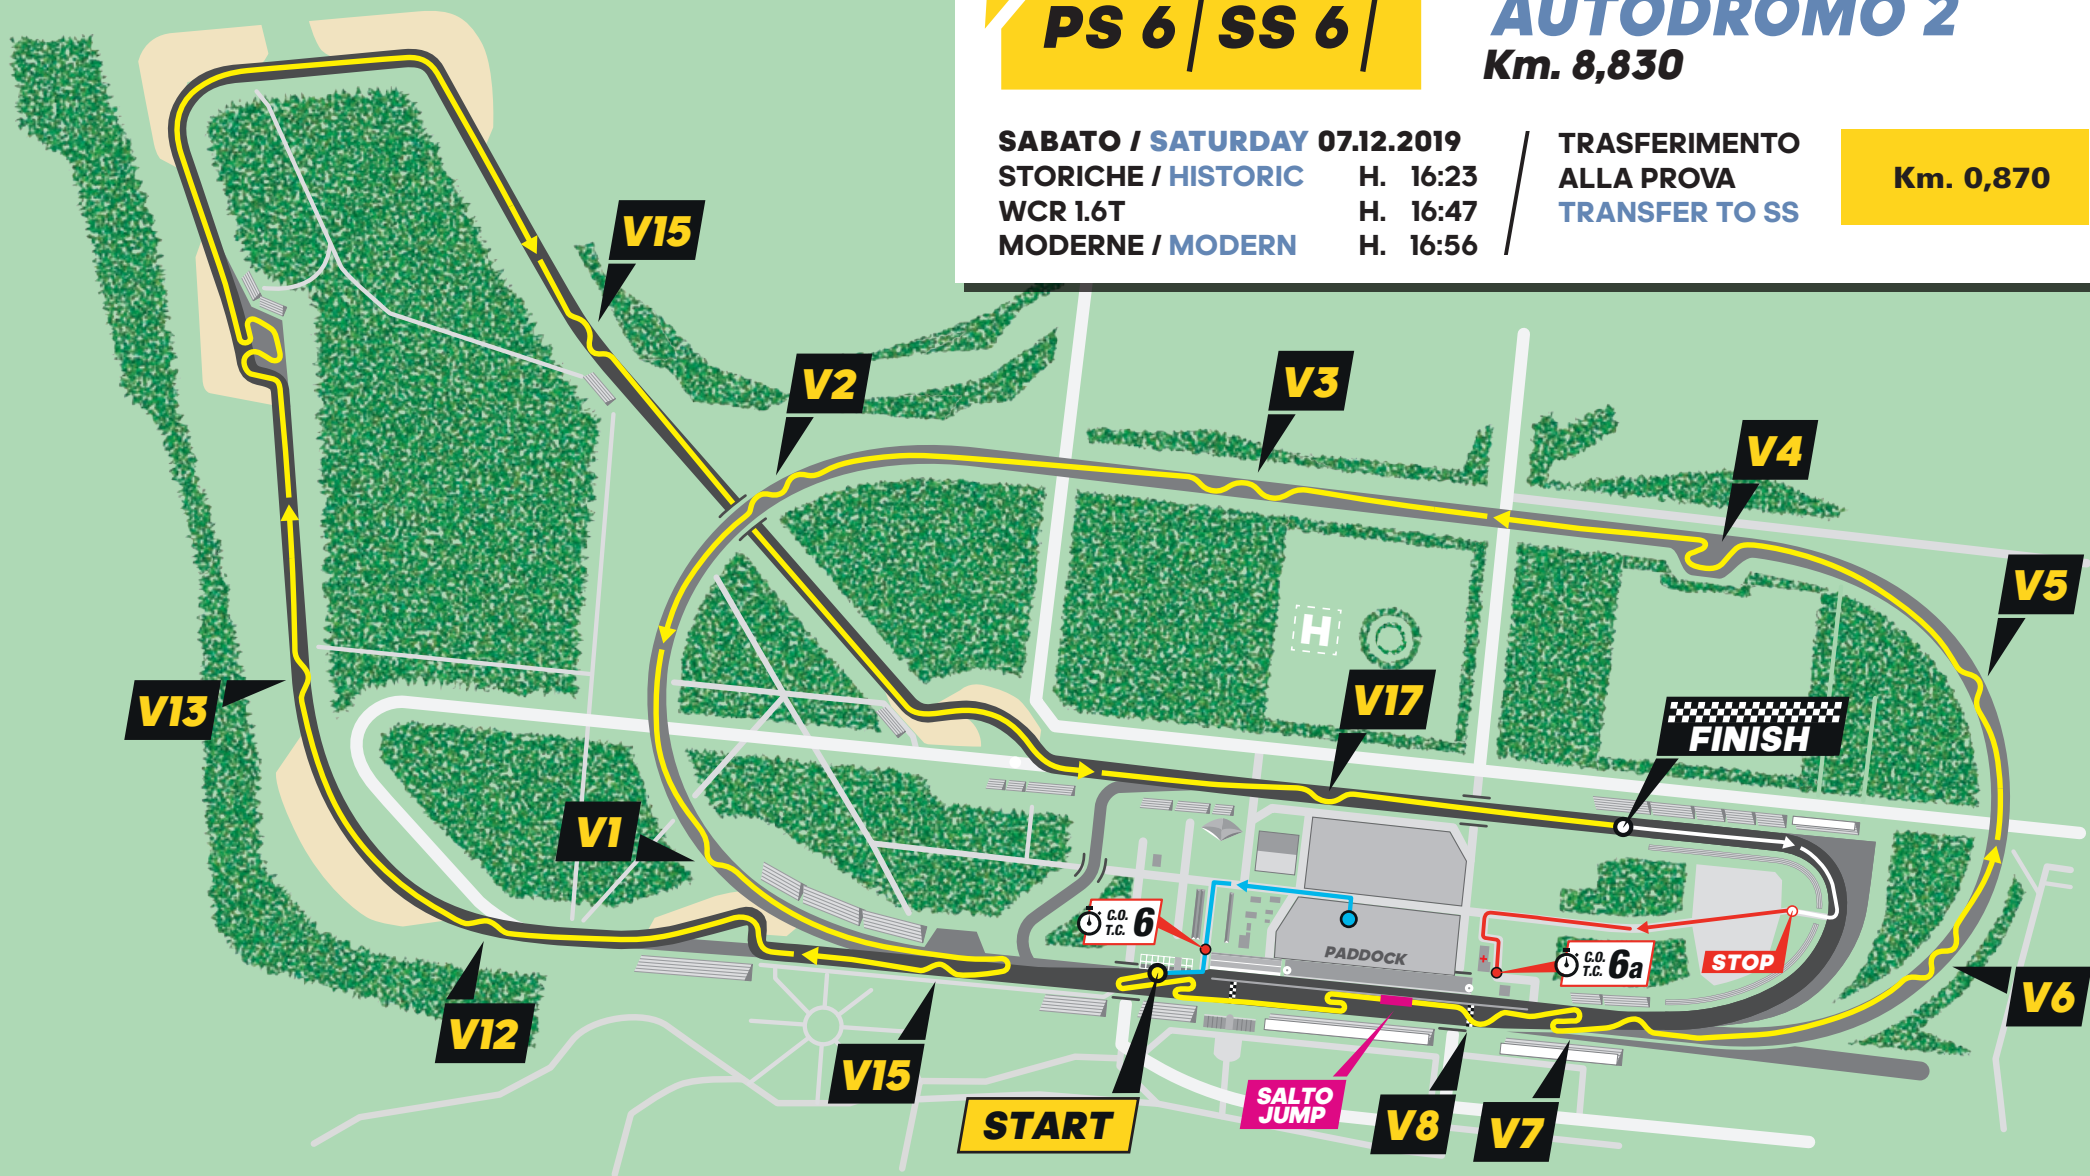 PS 6 / SS 6 /
AUTODROMO 2
Km. 8,830
SABATO / SATURDAY 07.12.2019
STORICHE / HISTORIC H. 16:23
WCR 1.6T H. 16:47
MODERNE / MODERN H. 16:56
TRASFERIMENTO
ALLA PROVA
TRANSFER TO SS
Km. 0,870
V15
V2
V3
V4
V5
H
V13
V17
FINISH
V1
C.O.
T.C. 6
PADDOCK
STOP
C.O.
T.C. 6a
V6
V12
V15
START
SALTO
JUMP
V8
V7